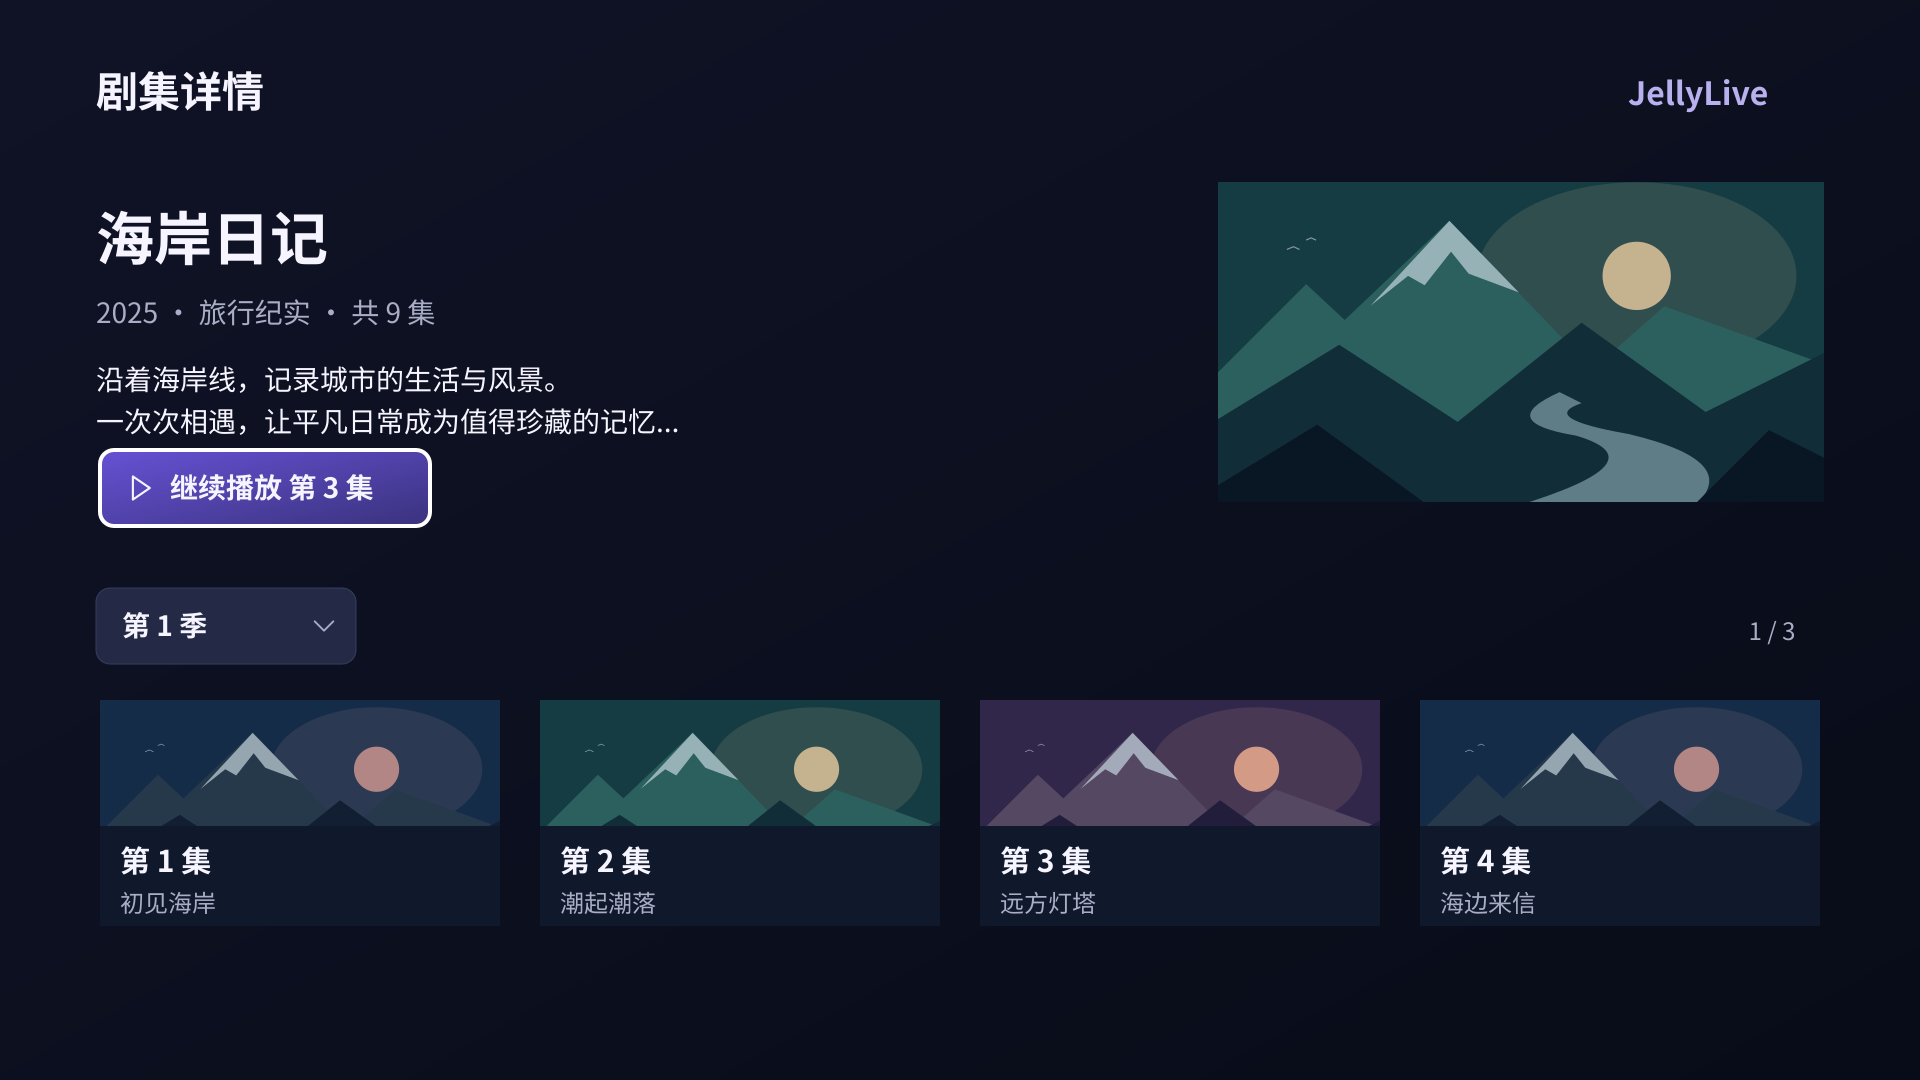 剧集详情
JellyLive
海岸日记
2025 • 旅行纪实 • 共 9 集
沿着海岸线，记录城市的生活与风景。
一次次相遇，让平凡日常成为值得珍藏的记忆...
继续播放 第 3 集
第 1 季
1 / 3
第 1 集
初见海岸
第 2 集
潮起潮落
第 3 集
远方灯塔
第 4 集
海边来信